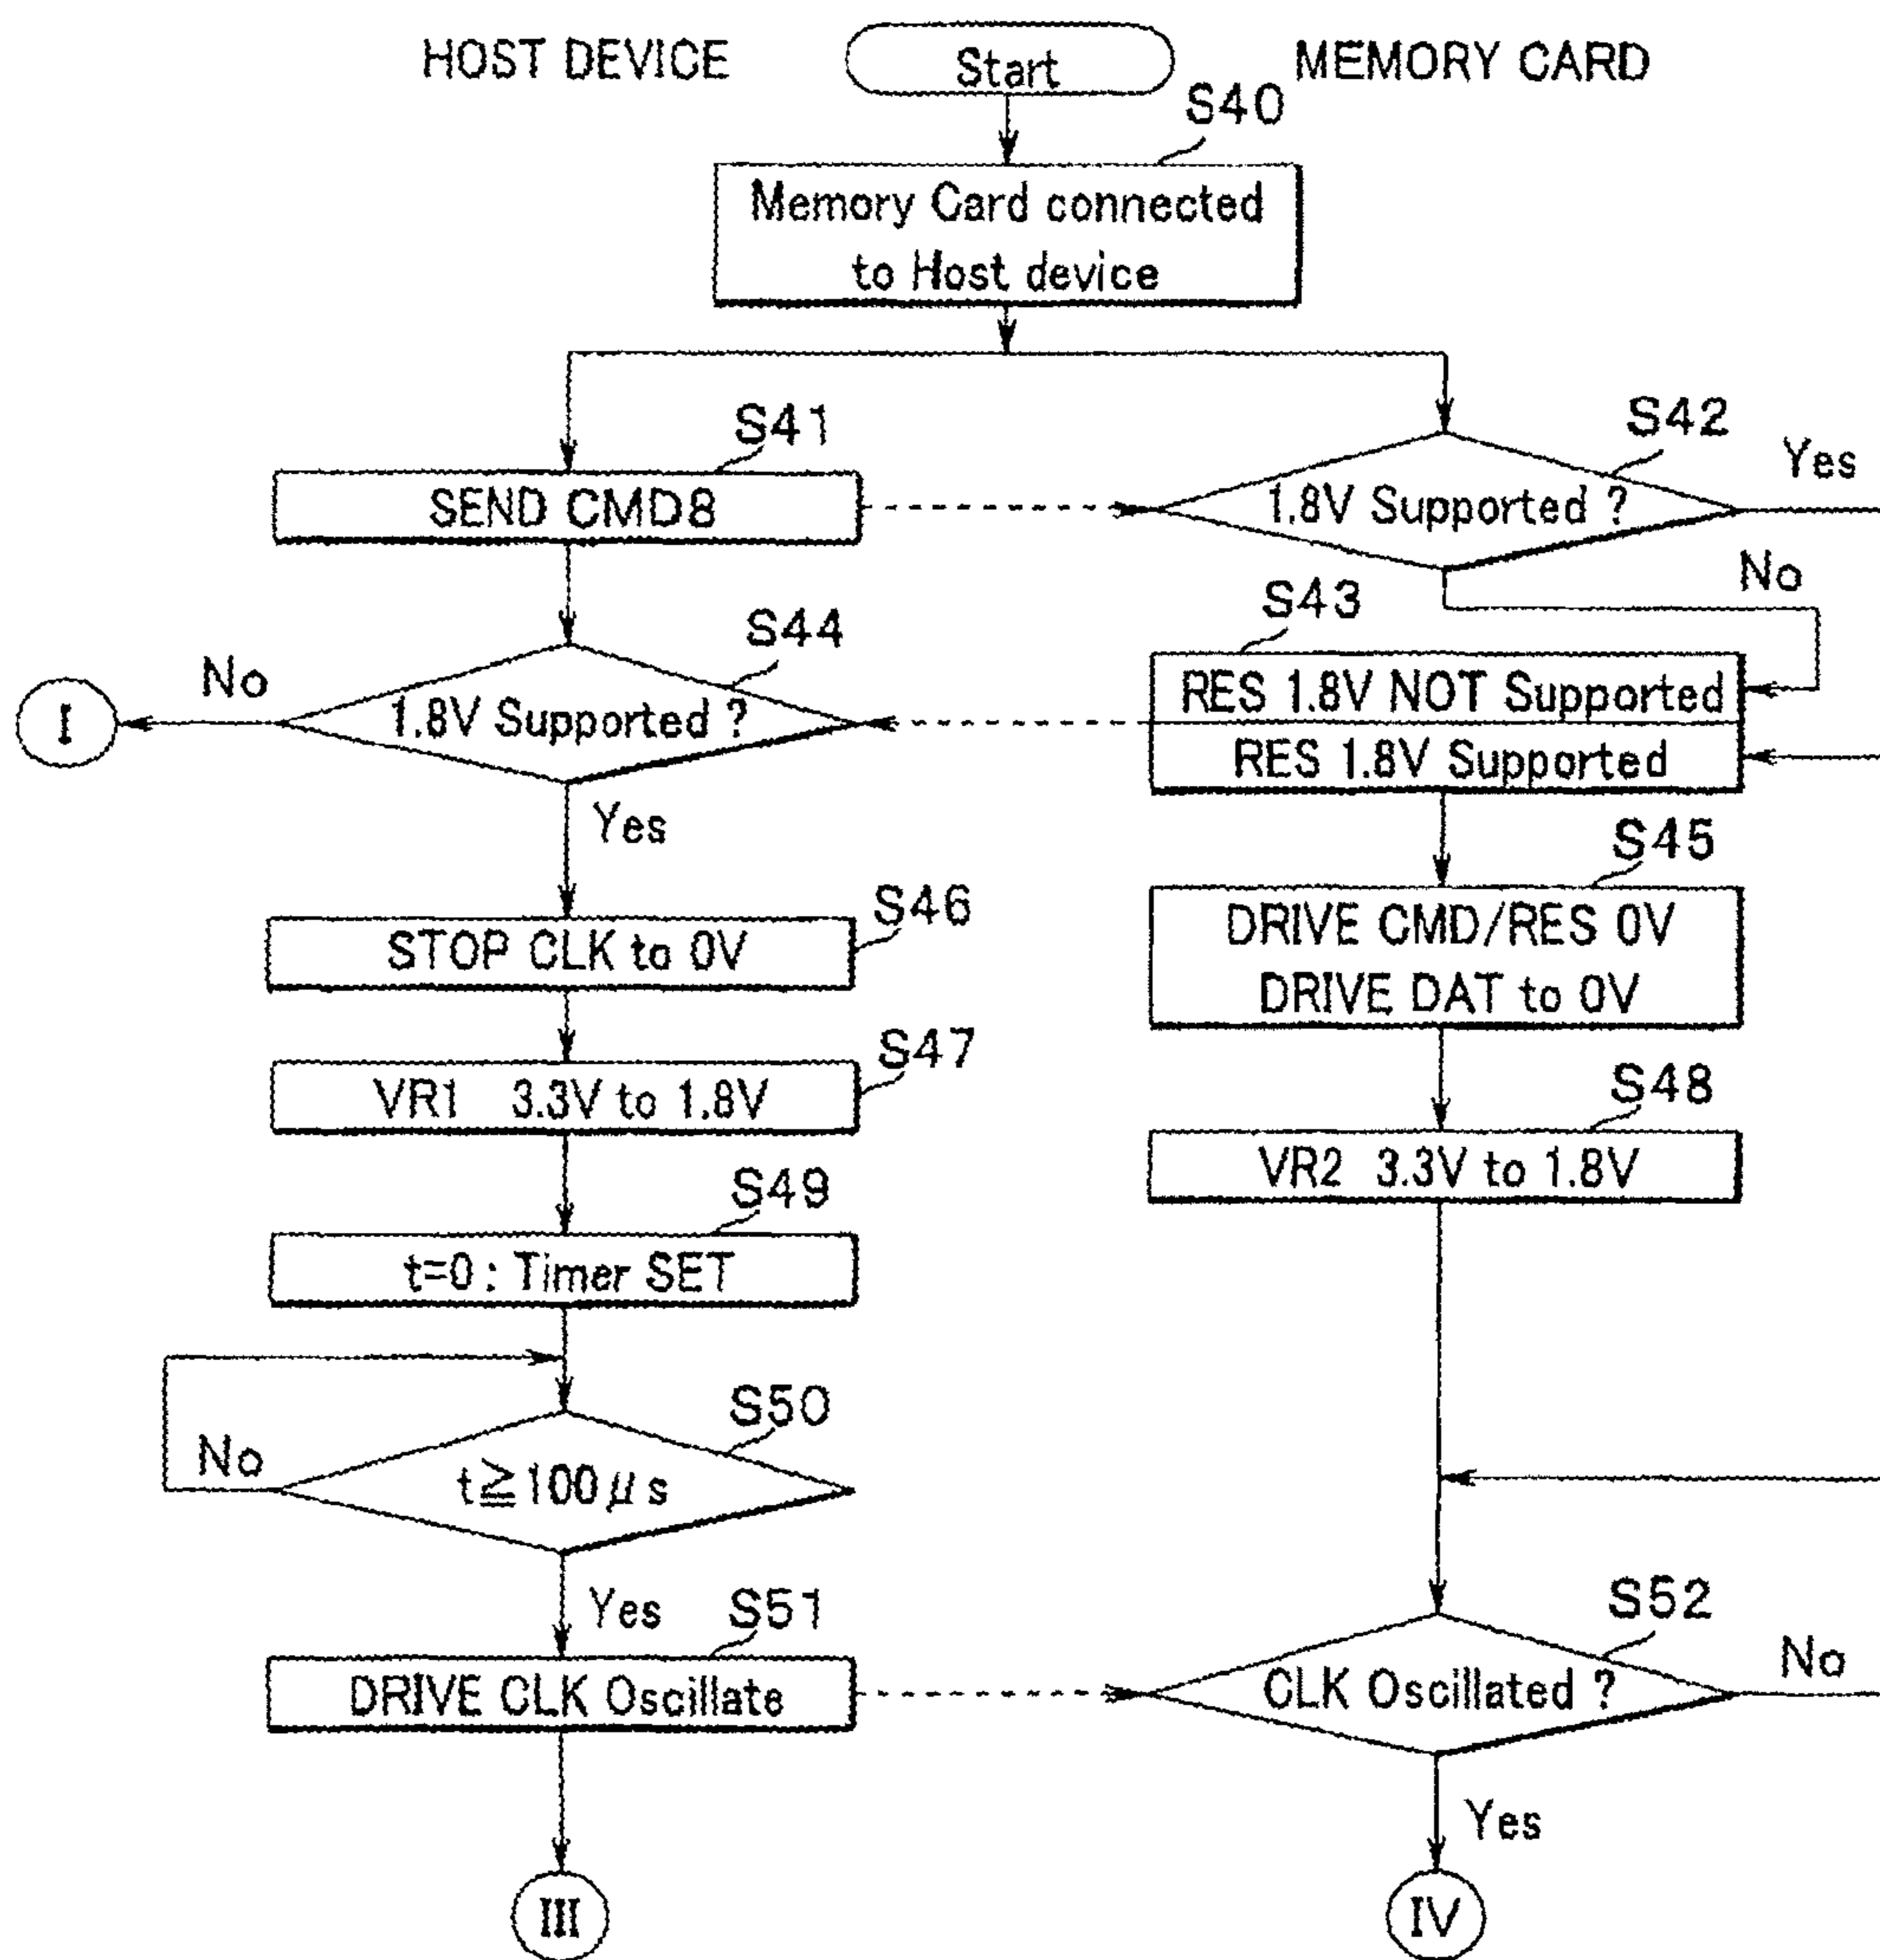 HOST DEVICE
Start
MEMORY CARD
S40
Memory Card connected
to Host device
S41
SEND CMD8
S42
1.8V Supported ?
Yes
No
S43
RES 1.8V NOT Supported
RES 1.8V Supported
S44
1.8V Supported ?
No
I
Yes
S45
DRIVE CMD/RES 0V
DRIVE DAT to 0V
S46
STOP CLK to 0V
S47
VR1 3.3V to 1.8V
S48
VR2 3.3V to 1.8V
S49
t=0 : Timer SET
S50
t≧100μs
No
Yes
S51
DRIVE CLK Oscillate
S52
CLK Oscillated ?
No
Yes
III
IV